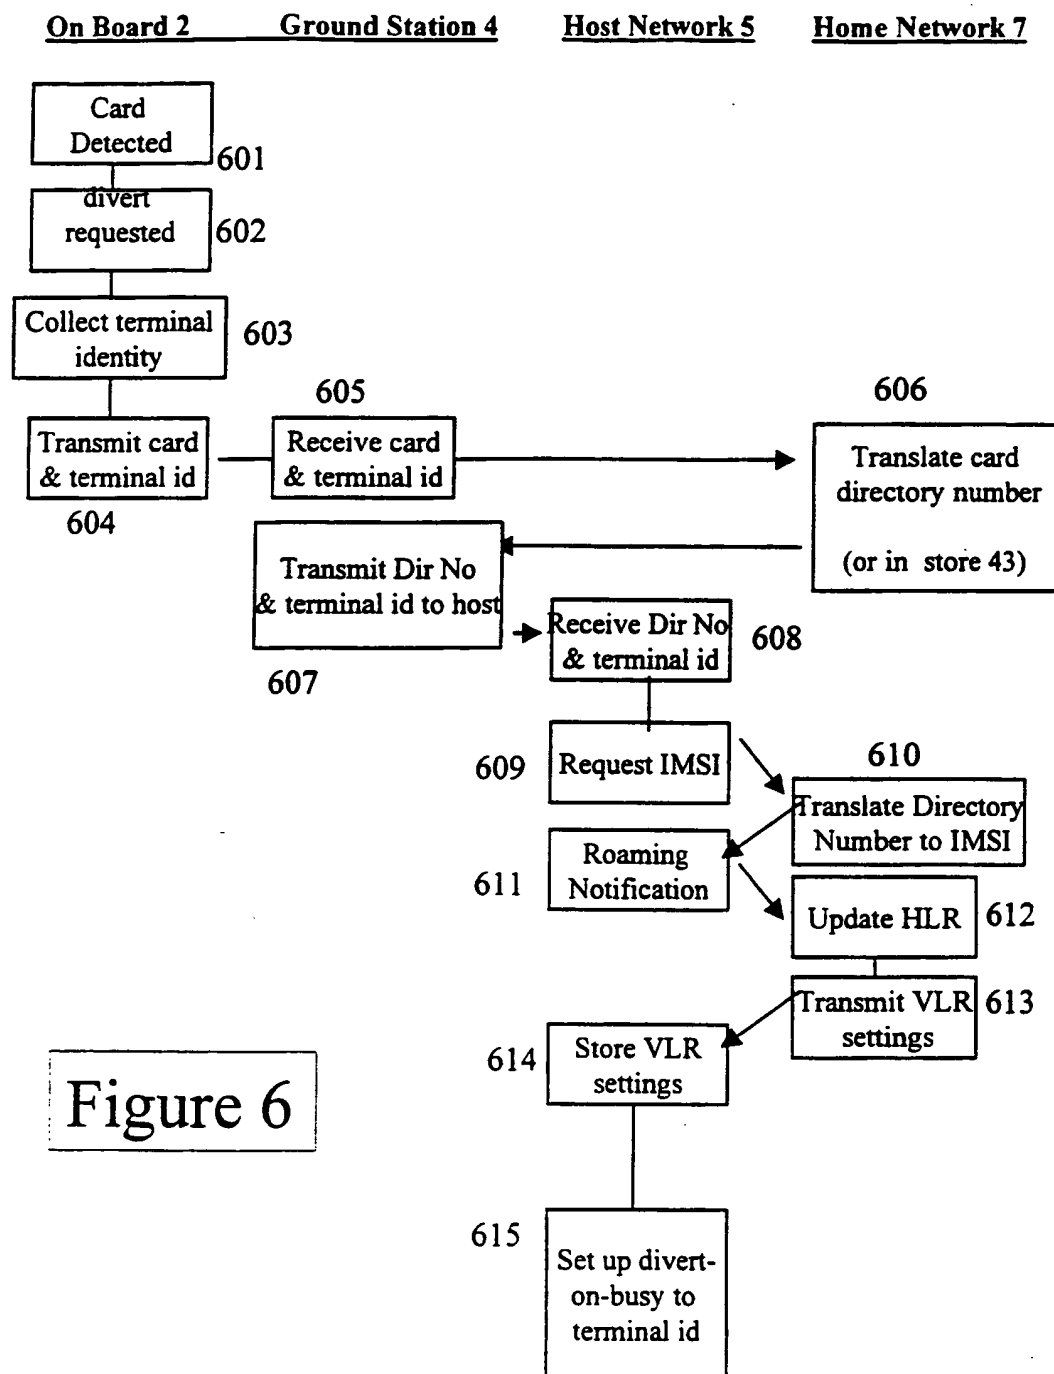 On Board 2 Ground Station 4 Host Network 5 Home Network 7
Card
Detected
601
divert
requested
602
Collect terminal
identity
603
Transmit card
& terminal id
604
605
Receive card
& terminal id
606
Translate card
directory number
(or in store 43)
Transmit Dir No
& terminal id to host
607
Receive Dir No
& terminal id
608
609
Request IMSI
610
Translate Directory
Number to IMSI
611
Roaming
Notification
Update HLR
612
Transmit VLR
settings
613
614
Store VLR
settings
Figure 6
615
Set up divert-
on-busy to
terminal id